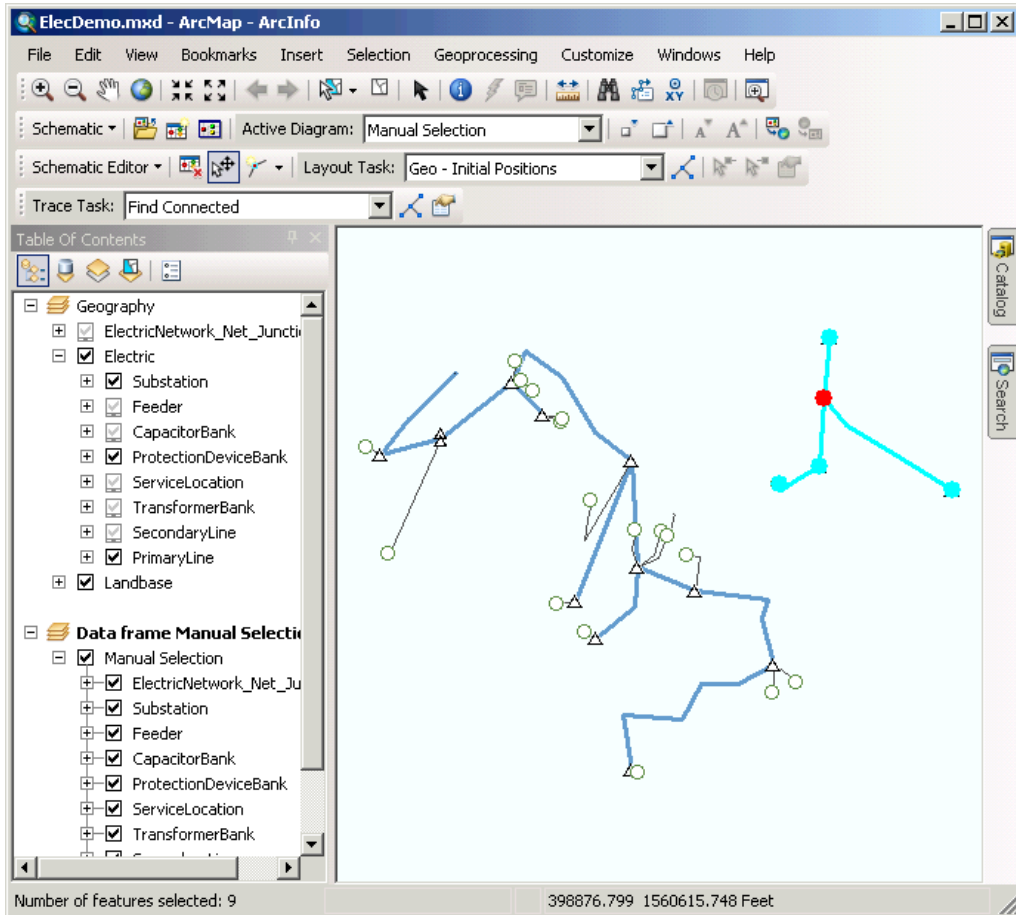 ElecDemo.mxd - ArcMap - ArcInfo
File Edit View Bookmarks Insert Selection Geoprocessing Customize Windows Help
XY
Schematic Active Diagram: Manual Selection A A
Schematic Editor Layout Task: Geo - Initial Positions
Trace Task: Find Connected
Table Of Contents
Geography
ElectricNetwork_Net_Juncti
Electric
Substation
Feeder
CapacitorBank
ProtectionDeviceBank
ServiceLocation
TransformerBank
SecondaryLine
PrimaryLine
Landbase
Data frame Manual Selecti
Manual Selection
ElectricNetwork_Net_Ju
Substation
Feeder
CapacitorBank
ProtectionDeviceBank
ServiceLocation
TransformerBank
Catalog
Search
Number of features selected: 9
398876.799 1560615.748 Feet